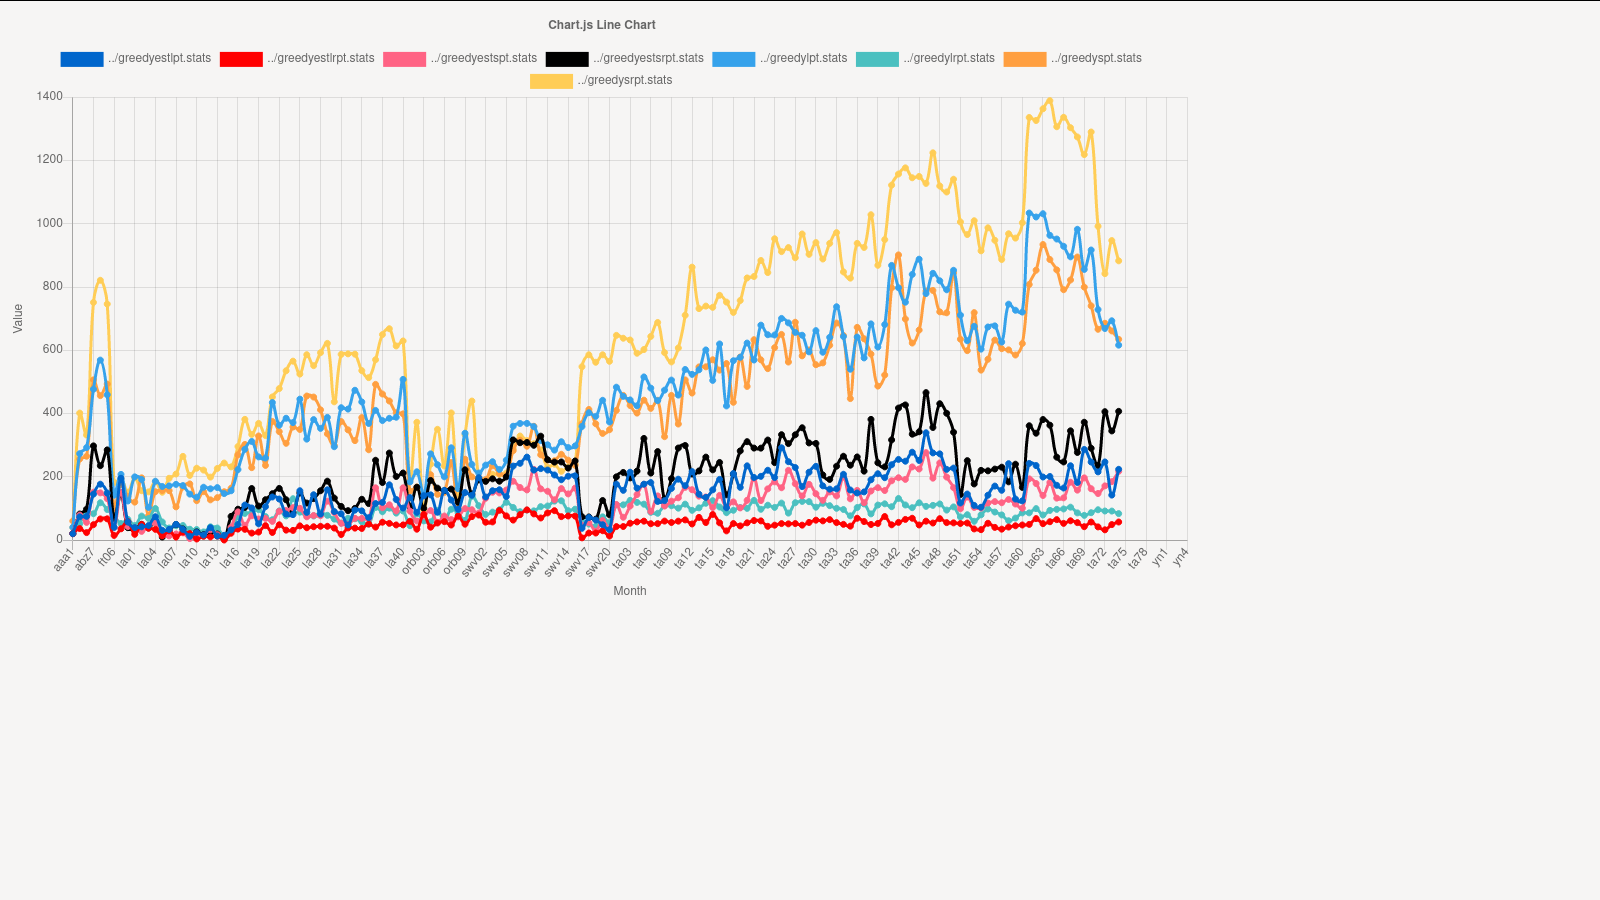 Chart.js Line Chart
../greedyestlpt.stats ../greedyestlrpt.stats ../greedyestspt.stats ../greedyestsrpt.stats ../greedylpt.stats ../greedylrpt.stats ../greedyspt.stats
../greedysrpt.stats
1400
1200
1000
800
600
400
200
0
Value
aaa1 abz7 ft06 la01 la04 la07 la10 la13 la16 la19 la22 la25 la28 la31 la34 la37 la40 orb03 orb06 orb09 swv02 swv05 swv08 swv11 swv14 swv17 swv20 ta03 ta06 ta09 ta12 ta15 ta18 ta21 ta24 ta27 ta30 ta33 ta36 ta39 ta42 ta45 ta48 ta51 ta54 ta57 ta60 ta63 ta66 ta69 ta72 ta75 ta78 yn1 yn4
Month